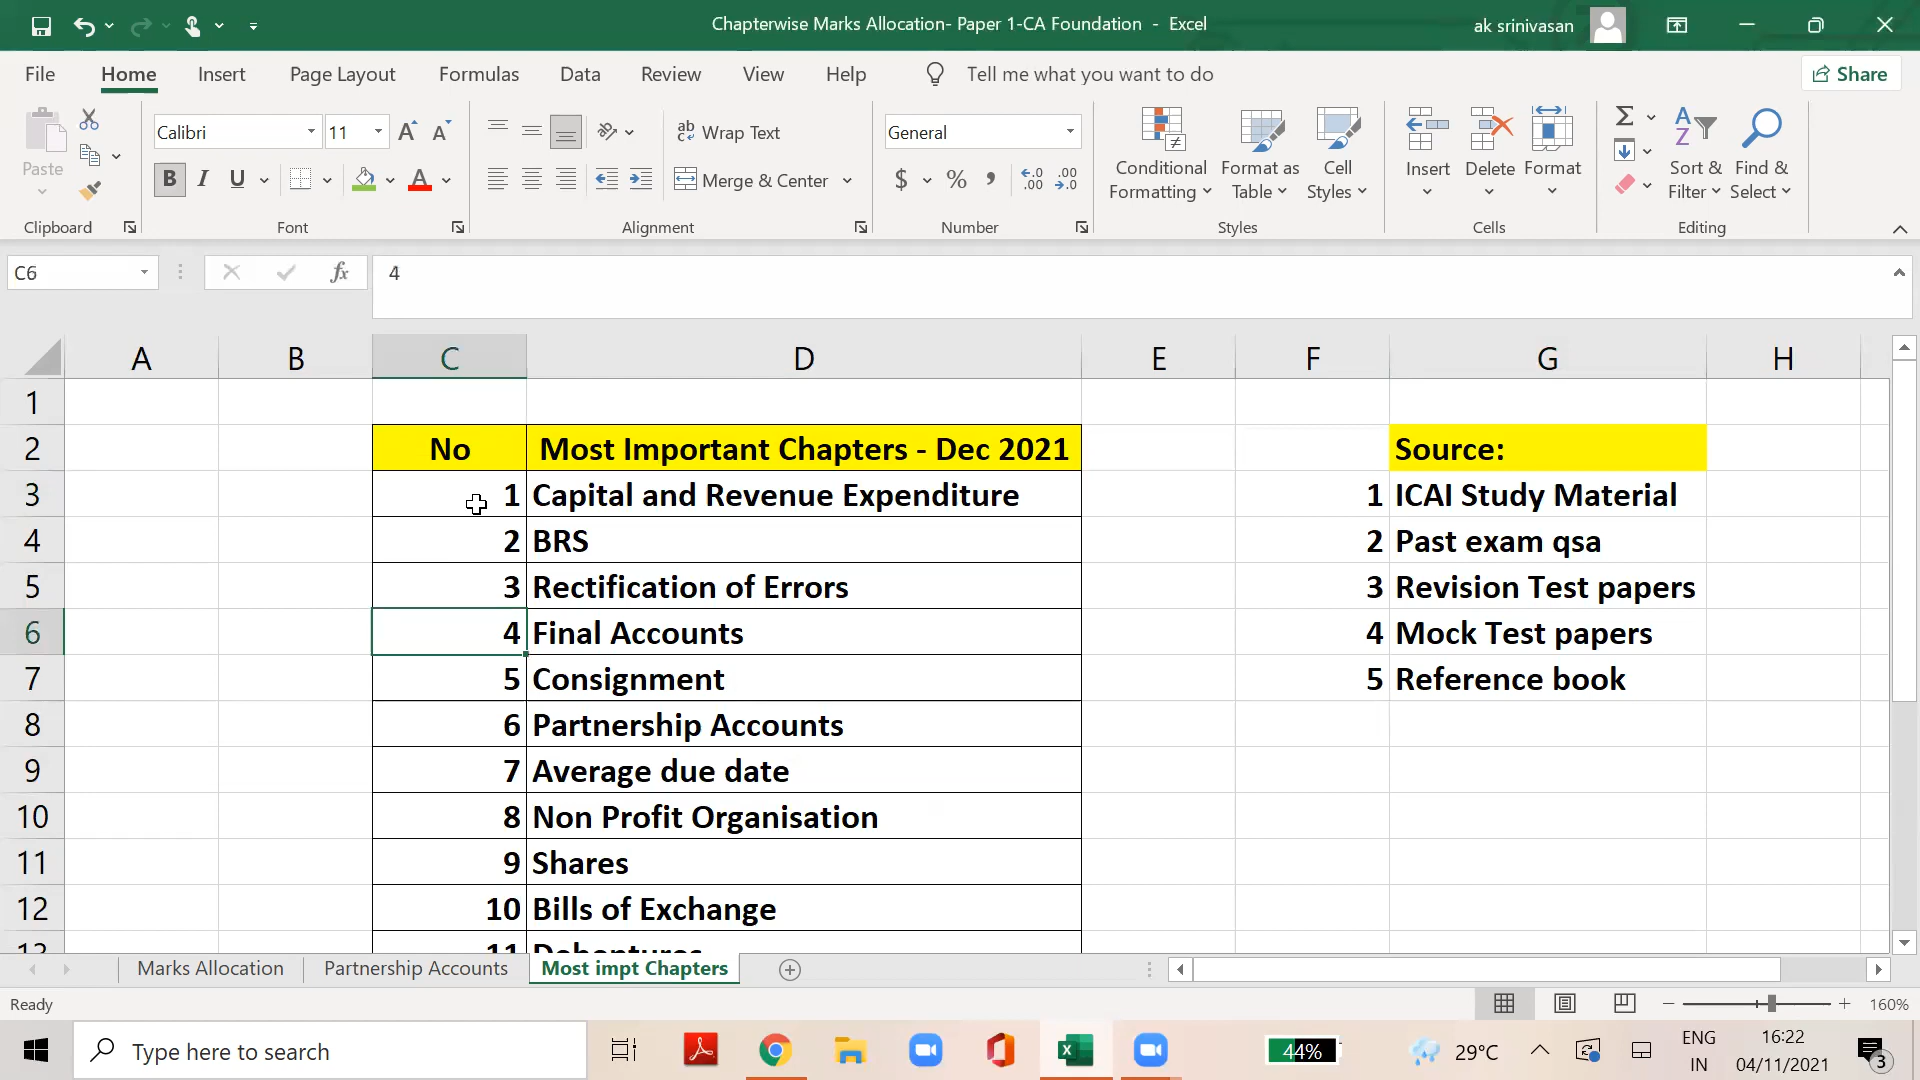 Chapterwise Marks Allocation- Paper 1-CA Foundation - Excel
ak srinivasan
File Home Insert Page Layout Formulas Data Review View Help Tell me what you want to do
Share
Paste
Calibri 11
ab Wrap Text
General
Merge & Center
B I U
$ % ,
Conditional Formatting
Format as Table
Cell Styles
Insert
Delete
Format
Sort & Filter
Find & Select
Clipboard Font Alignment Number Styles Cells Editing
C6 fx 4
A B C D E F G H
1
2 No Most Important Chapters - Dec 2021 Source:
3 1 Capital and Revenue Expenditure 1 ICAI Study Material
4 2 BRS 2 Past exam qsa
5 3 Rectification of Errors 3 Revision Test papers
6 4 Final Accounts 4 Mock Test papers
7 5 Consignment 5 Reference book
8 6 Partnership Accounts
9 7 Average due date
10 8 Non Profit Organisation
11 9 Shares
12 10 Bills of Exchange
13 11 Debentures
Marks Allocation Partnership Accounts Most impt Chapters
Ready
160%
Type here to search
44%
29°C
ENG
IN
16:22
04/11/2021
3